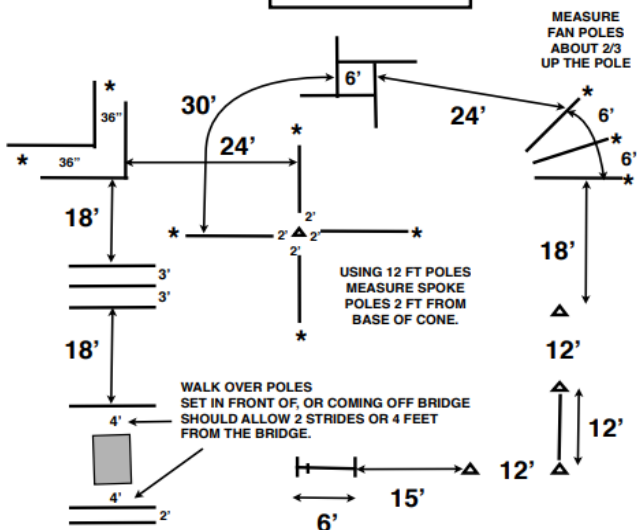 MEASURE
FAN POLES
ABOUT 2/3
UP THE POLE
6’
30’
24’
*
6’
*
6’
*
*
36”
*
36”
24’
*
18’
2’
*
2’
2’
*
2’
18’
3’
3’
USING 12 FT POLES
MEASURE SPOKE
POLES 2 FT FROM
BASE OF CONE.
*
12’
18’
WALK OVER POLES
SET IN FRONT OF, OR COMING OFF BRIDGE
SHOULD ALLOW 2 STRIDES OR 4 FEET
FROM THE BRIDGE.
4’
12’
12’
15’
4’
2’
6’